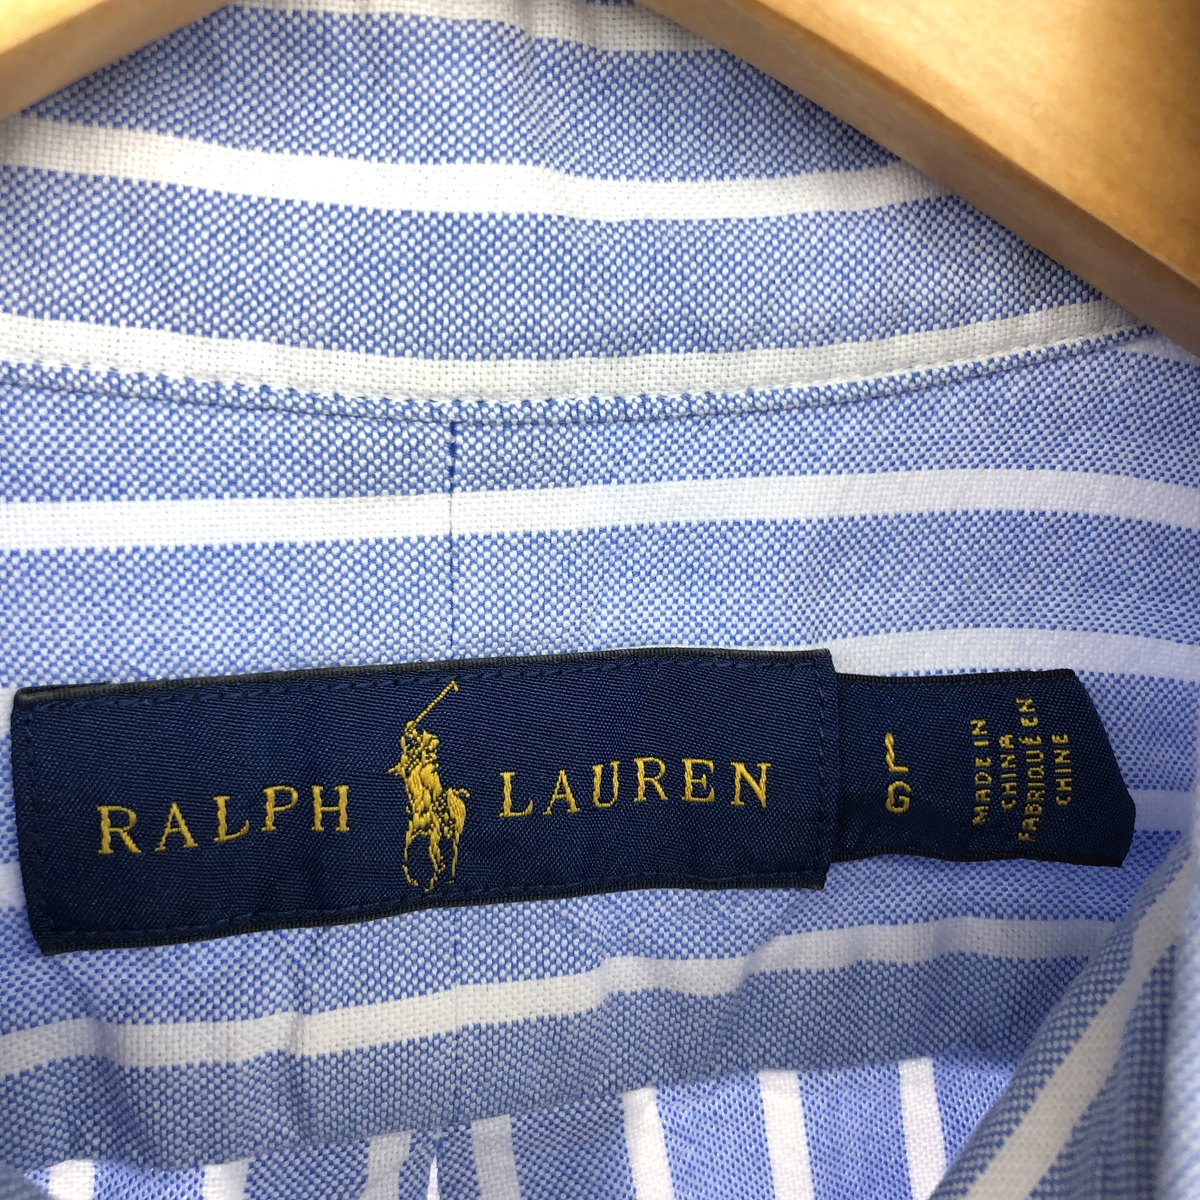 RALPH LAUREN
L
G
MADE IN
CHINA
FABRIQUÉ EN
CHINE